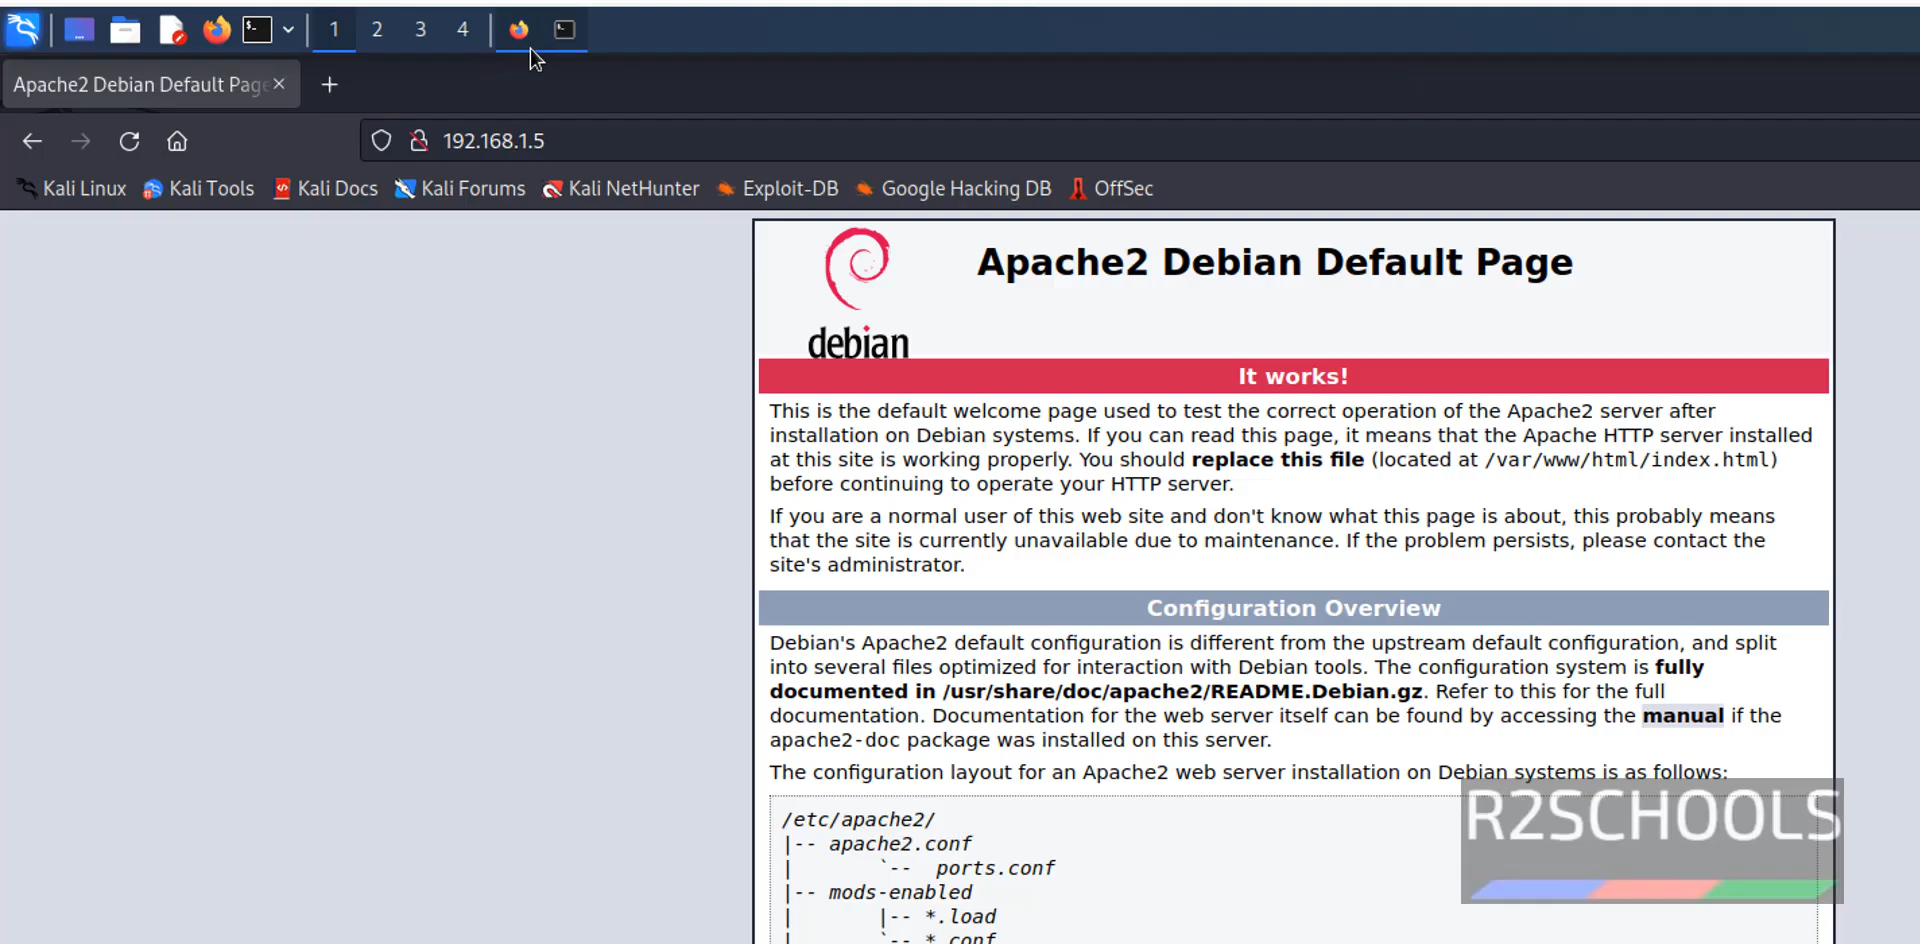 1 2 3 4
Apache2 Debian Default Page
192.168.1.5
Kali Linux Kali Tools Kali Docs Kali Forums Kali NetHunter Exploit-DB Google Hacking DB OffSec
debian
Apache2 Debian Default Page
It works!
This is the default welcome page used to test the correct operation of the Apache2 server after
installation on Debian systems. If you can read this page, it means that the Apache HTTP server installed
at this site is working properly. You should replace this file (located at /var/www/html/index.html)
before continuing to operate your HTTP server.
If you are a normal user of this web site and don't know what this page is about, this probably means
that the site is currently unavailable due to maintenance. If the problem persists, please contact the
site's administrator.
Configuration Overview
Debian's Apache2 default configuration is different from the upstream default configuration, and split
into several files optimized for interaction with Debian tools. The configuration system is fully
documented in /usr/share/doc/apache2/README.Debian.gz. Refer to this for the full
documentation. Documentation for the web server itself can be found by accessing the manual if the
apache2-doc package was installed on this server.
The configuration layout for an Apache2 web server installation on Debian systems is as follows:
/etc/apache2/
|-- apache2.conf
|       `--  ports.conf
|-- mods-enabled
|       |-- *.load
|       `-- *.conf
R2SCHOOLS